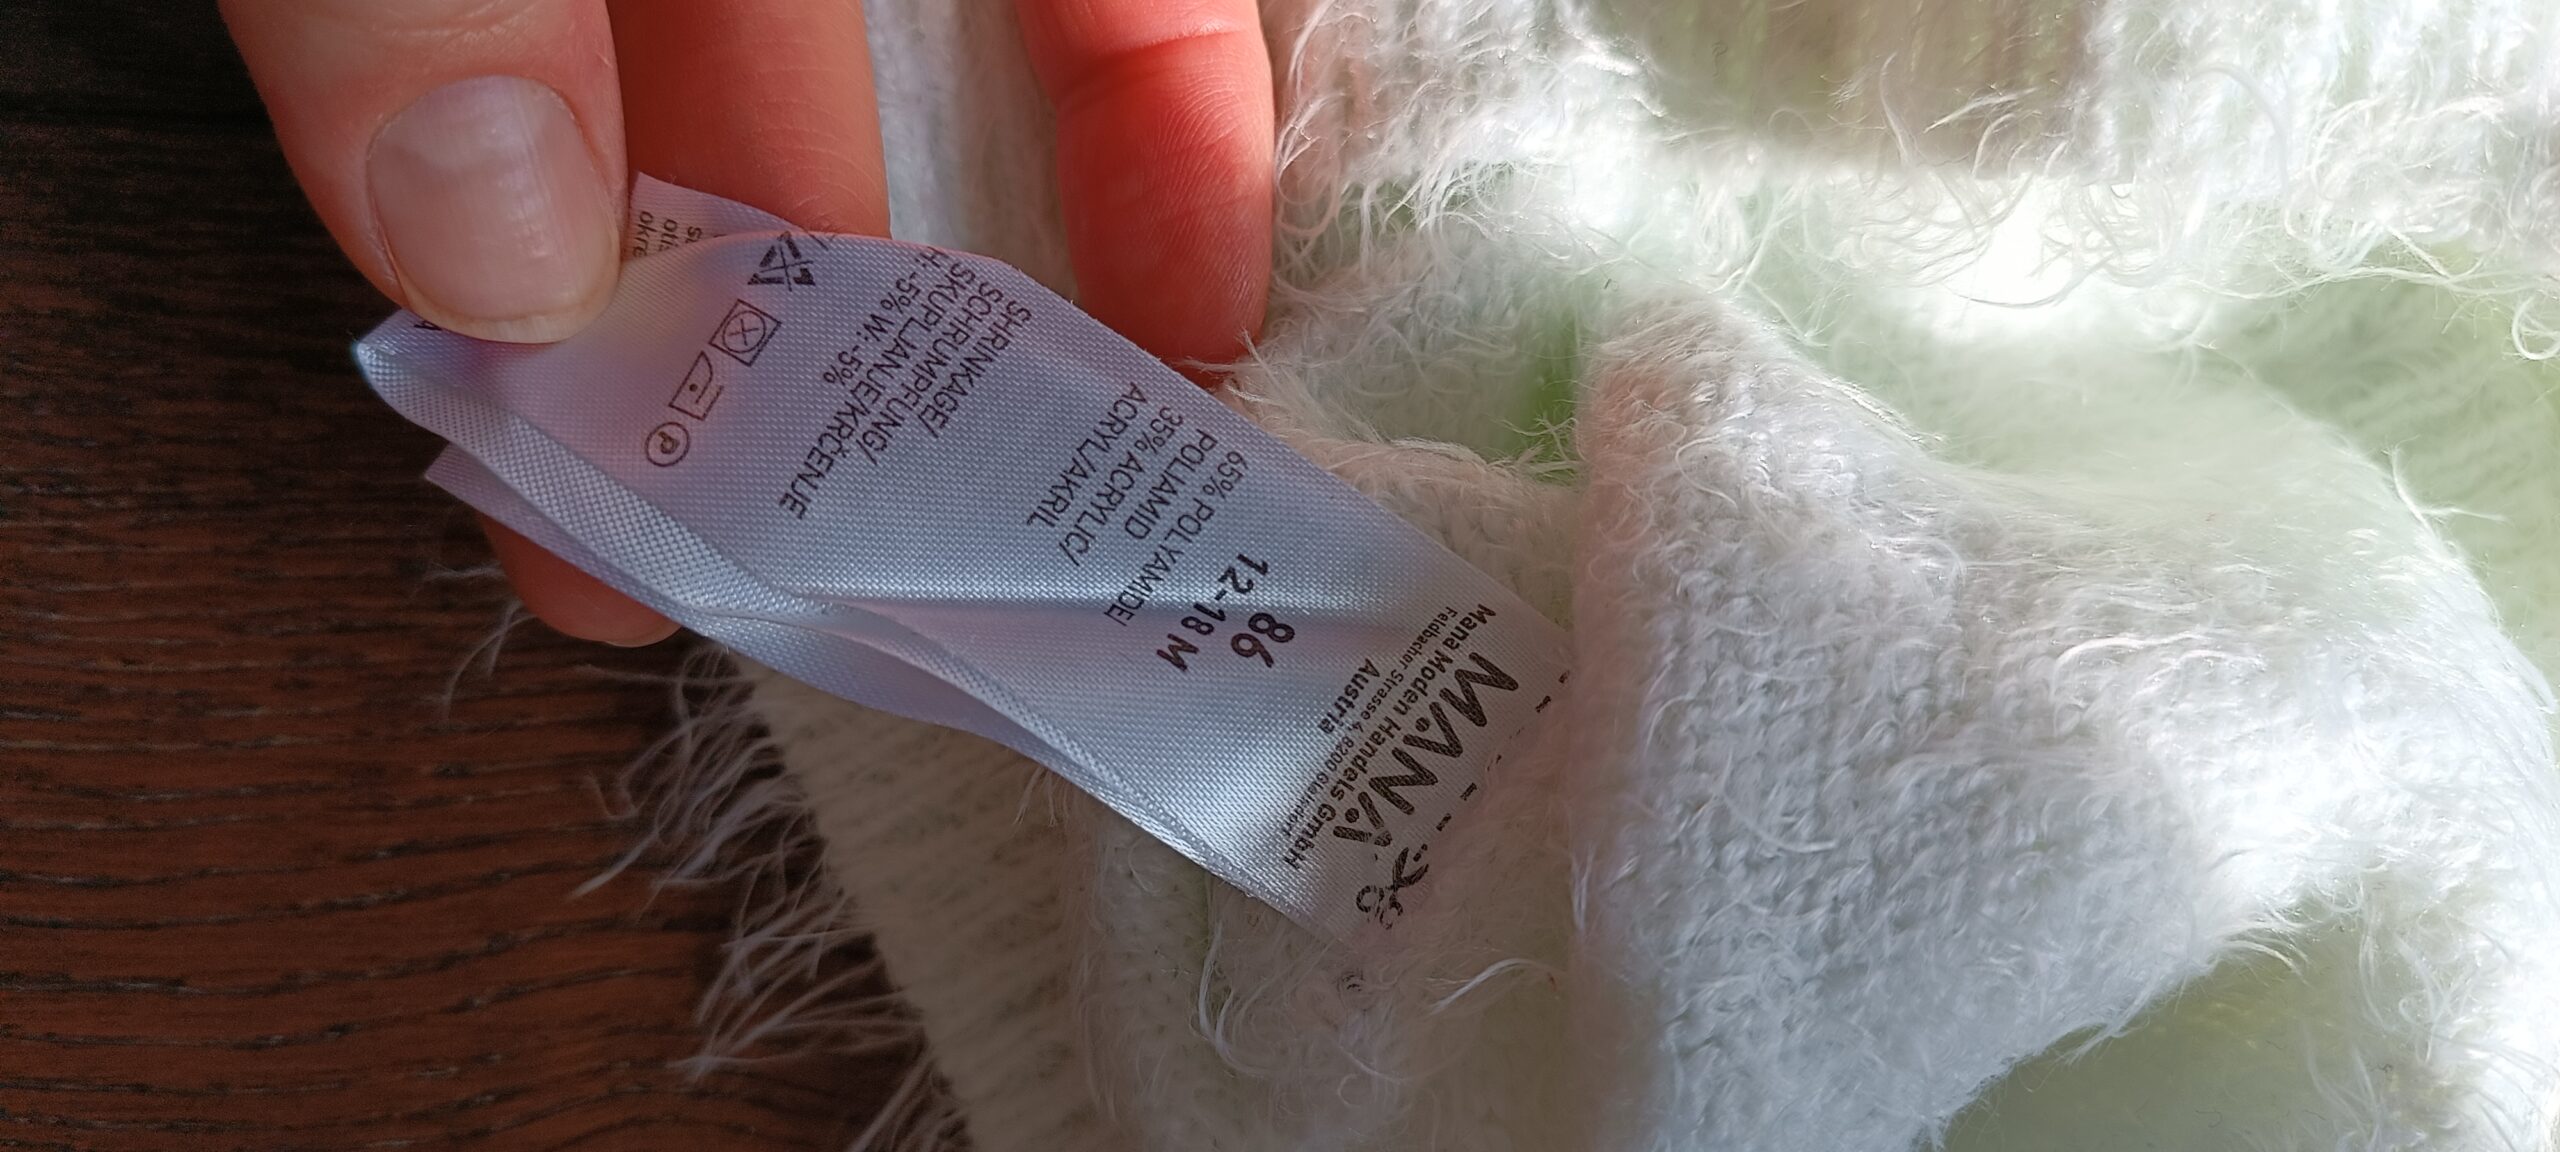 MANA
Mana Moden Handels GmbH
Feldbacher Strasse 4, 8200 Gleisdorf
Austria
86
12-18 M
65% POLYAMIDE/
POLIAMID
35% ACRYLIC/
ACRYL/AKRIL
SHRINKAGE/
SCHRUMPFUNG/
SKUPLJANJE/KRČENJE
H: -5% W: -5%
P